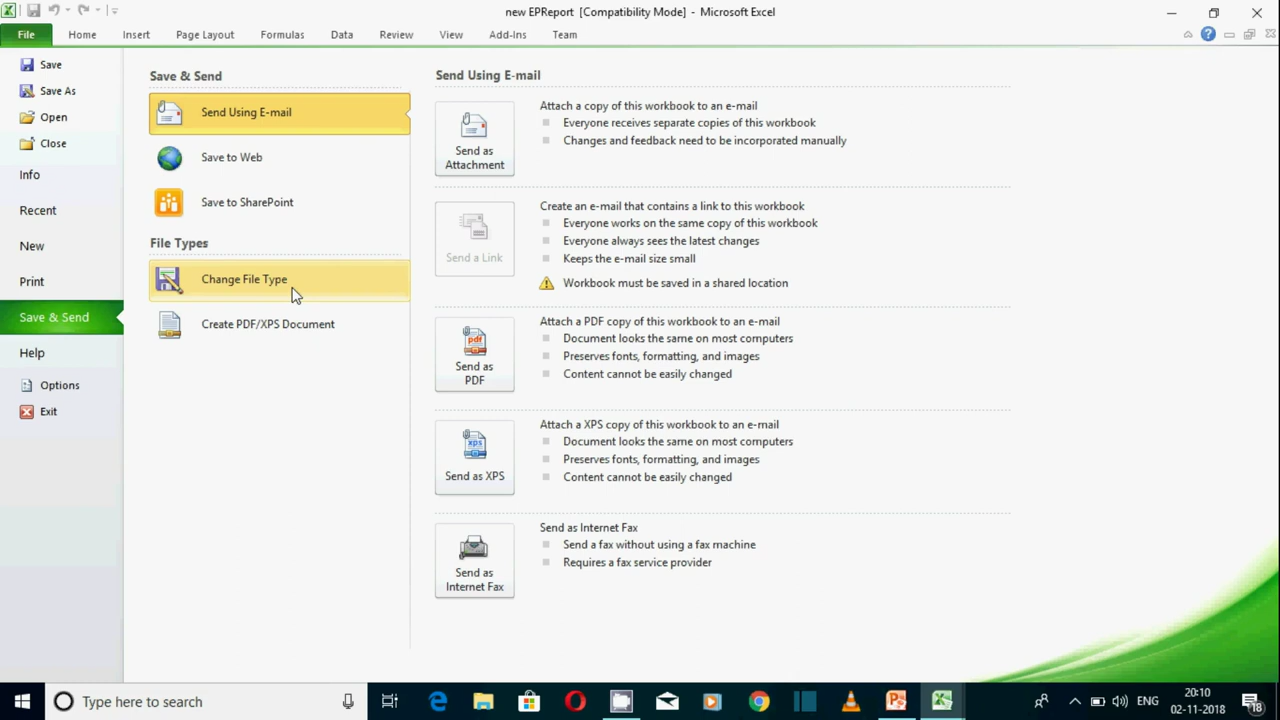 new EPReport [Compatibility Mode] - Microsoft Excel
File Home Insert Page Layout Formulas Data Review View Add-Ins Team
Save
Save As
Open
Close
Info
Recent
New
Print
Save & Send
Help
Options
Exit
Save & Send
Send Using E-mail
Save to Web
Save to SharePoint
File Types
Change File Type
Create PDF/XPS Document
Send Using E-mail
Send as
Attachment
Attach a copy of this workbook to an e-mail
Everyone receives separate copies of this workbook
Changes and feedback need to be incorporated manually
Send a Link
Create an e-mail that contains a link to this workbook
Everyone works on the same copy of this workbook
Everyone always sees the latest changes
Keeps the e-mail size small
Workbook must be saved in a shared location
pdf
Send as
PDF
Attach a PDF copy of this workbook to an e-mail
Document looks the same on most computers
Preserves fonts, formatting, and images
Content cannot be easily changed
xps
Send as XPS
Attach a XPS copy of this workbook to an e-mail
Document looks the same on most computers
Preserves fonts, formatting, and images
Content cannot be easily changed
Send as
Internet Fax
Send as Internet Fax
Send a fax without using a fax machine
Requires a fax service provider
Type here to search
ENG
20:10
02-11-2018
18